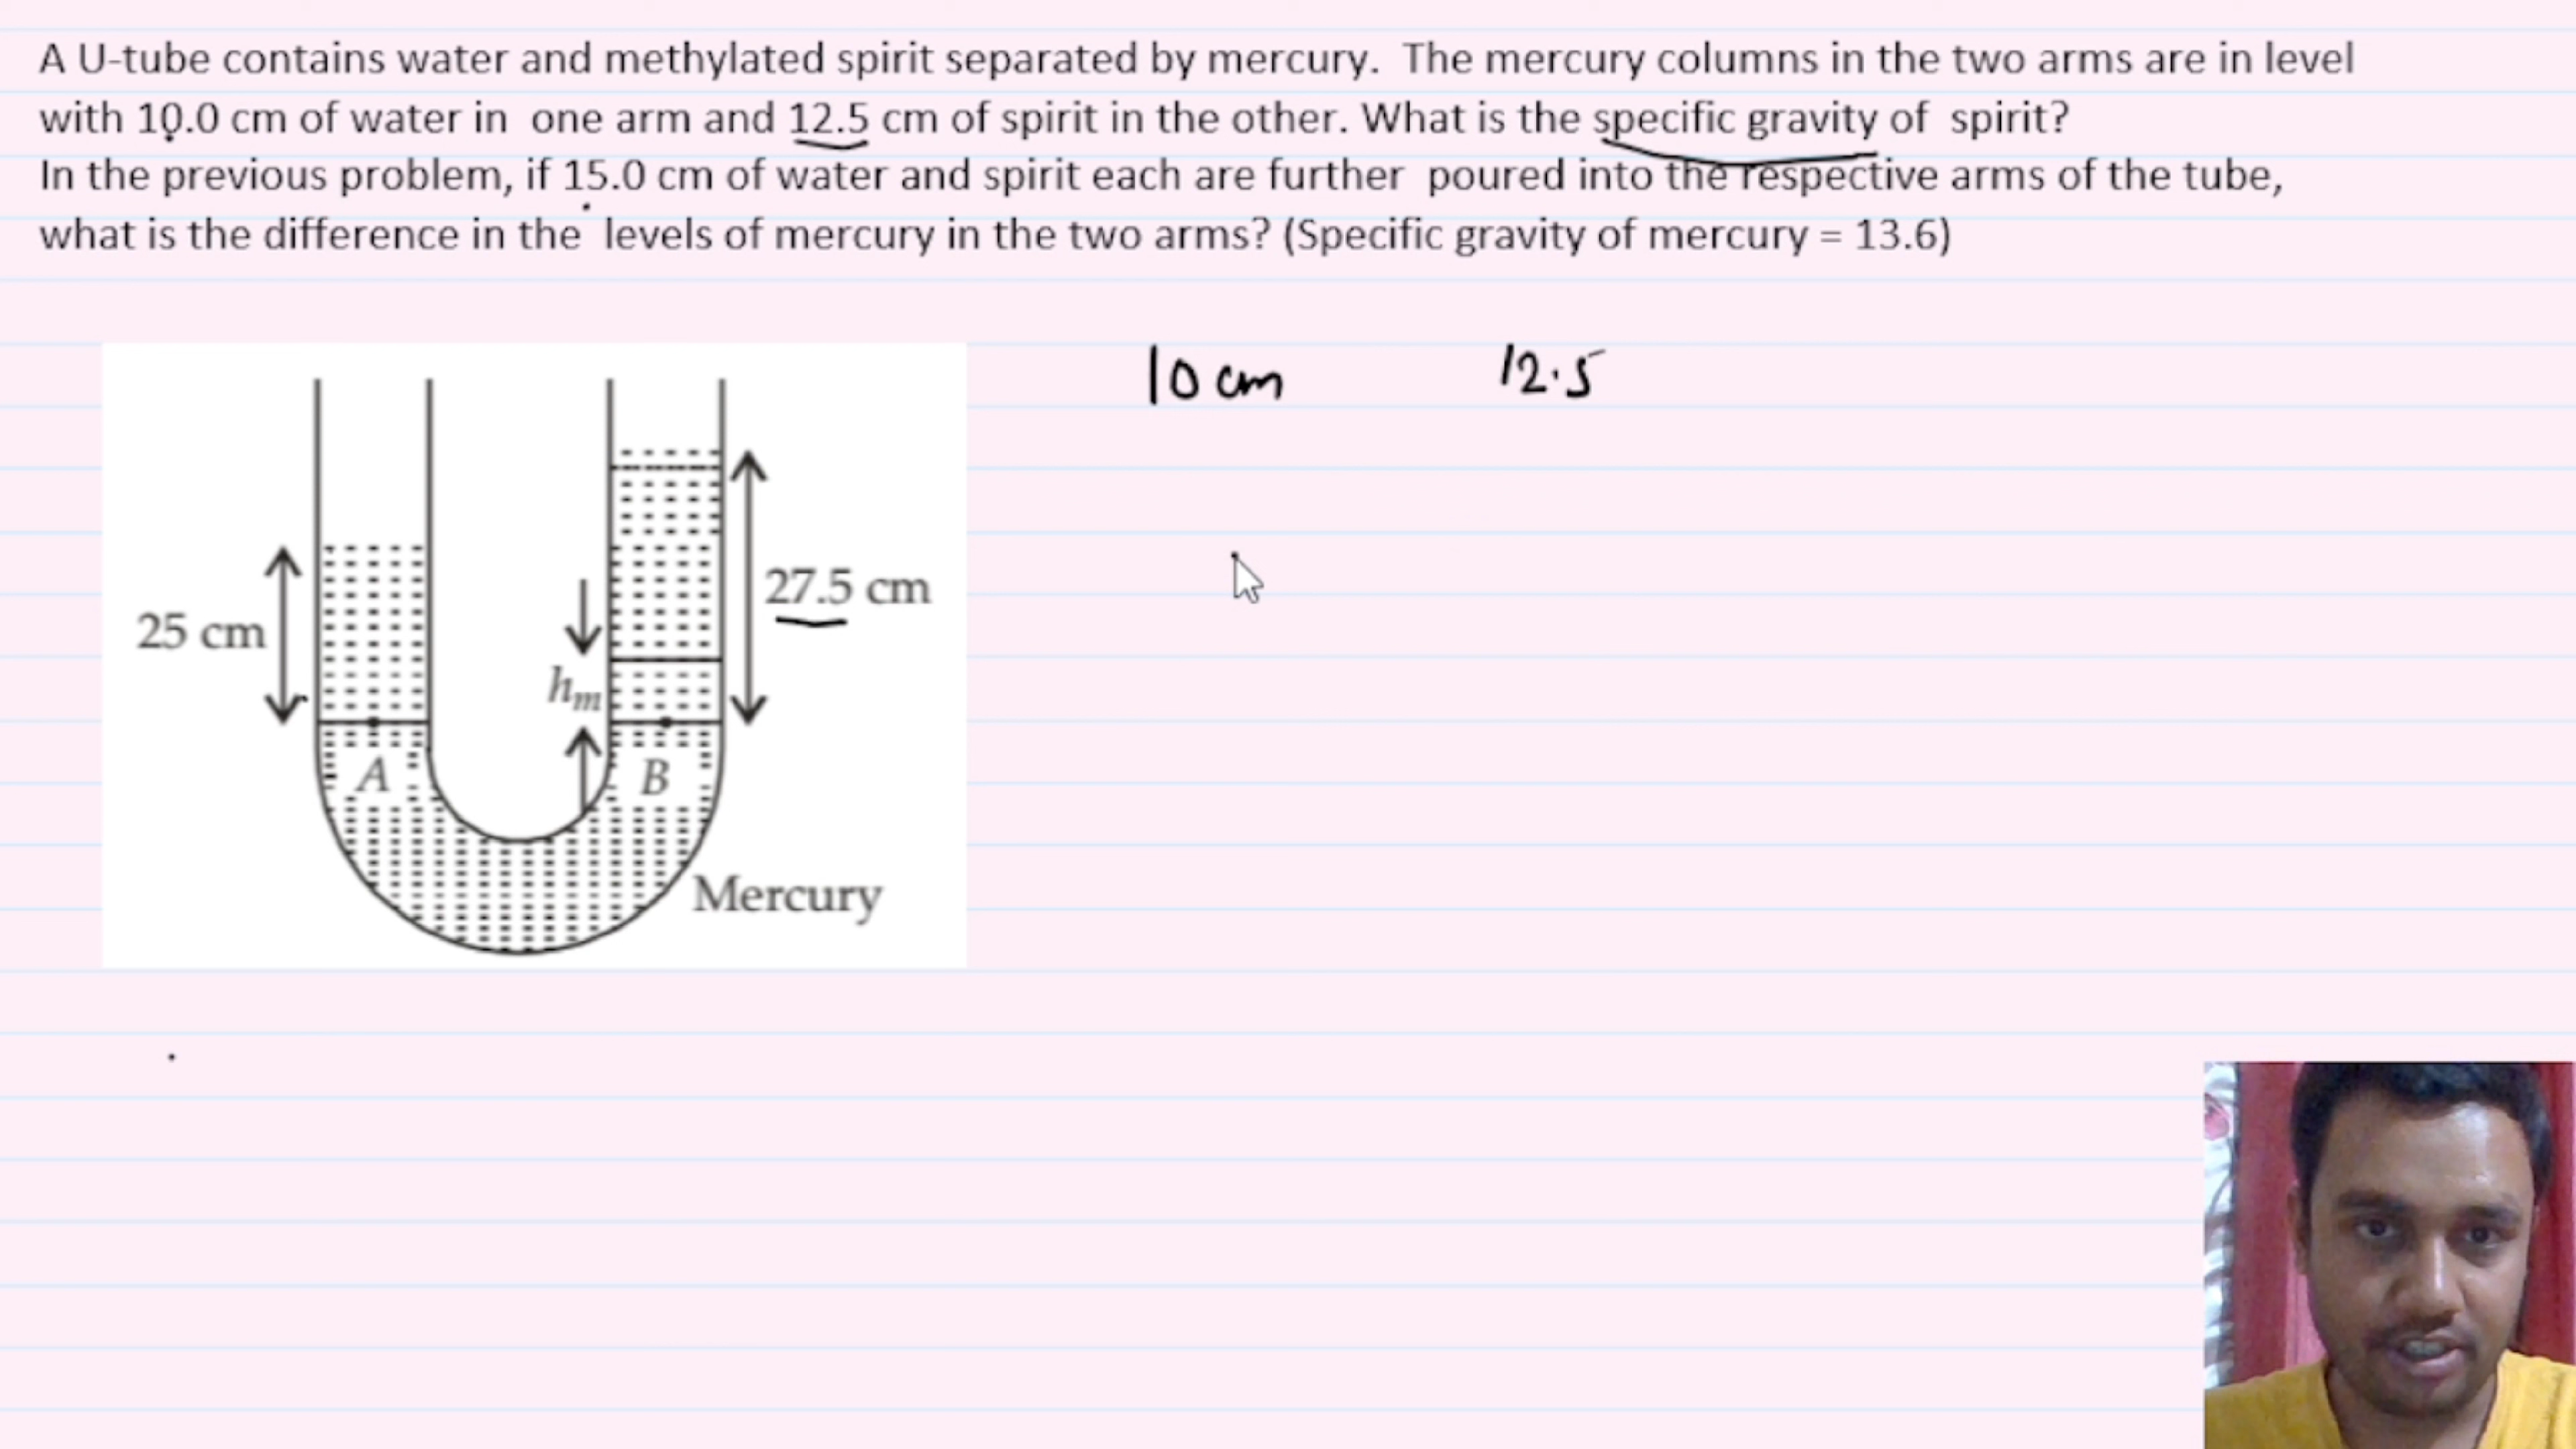 A U-tube contains water and methylated spirit separated by mercury. The mercury columns in the two arms are in level
with 10.0 cm of water in one arm and 12.5 cm of spirit in the other. What is the specific gravity of spirit?
In the previous problem, if 15.0 cm of water and spirit each are further poured into the respective arms of the tube,
what is the difference in the levels of mercury in the two arms? (Specific gravity of mercury = 13.6)
10 cm 12.5
27.5 cm
25 cm
hm
A B
Mercury